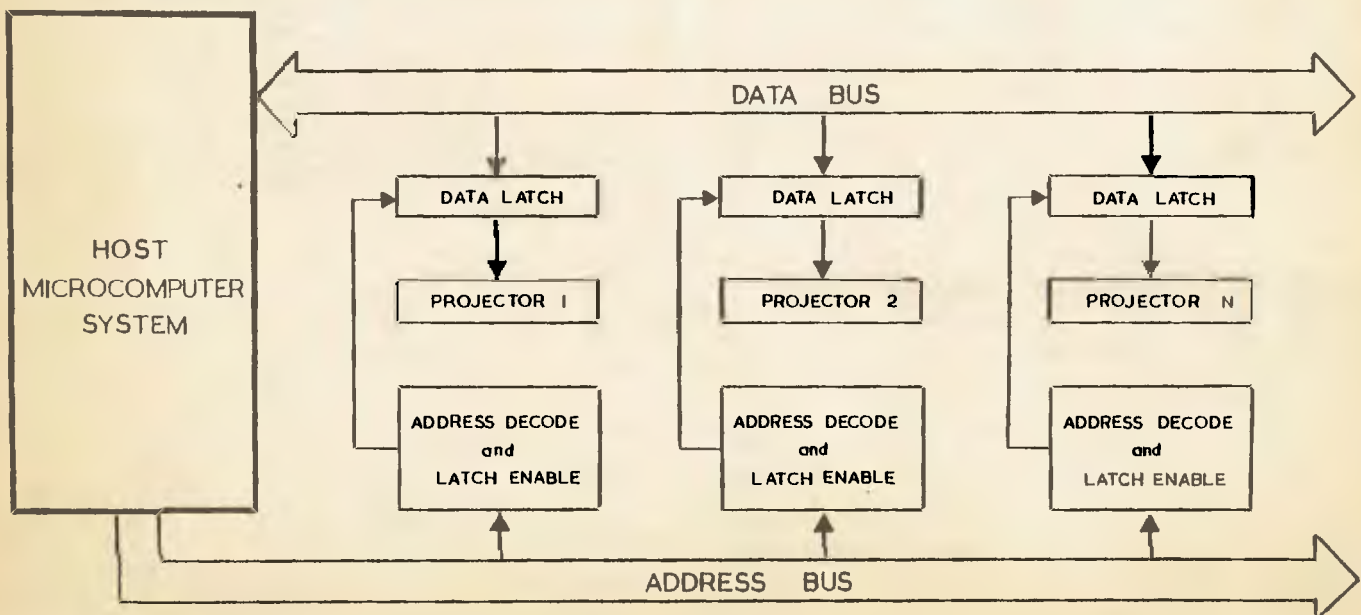 DATA BUS
DATA LATCH
DATA LATCH
DATA LATCH
HOST
MICROCOMPUTER
SYSTEM
PROJECTOR 1
PROJECTOR 2
PROJECTOR N
ADDRESS DECODE
and
LATCH ENABLE
ADDRESS DECODE
and
LATCH ENABLE
ADDRESS DECODE
and
LATCH ENABLE
ADDRESS BUS